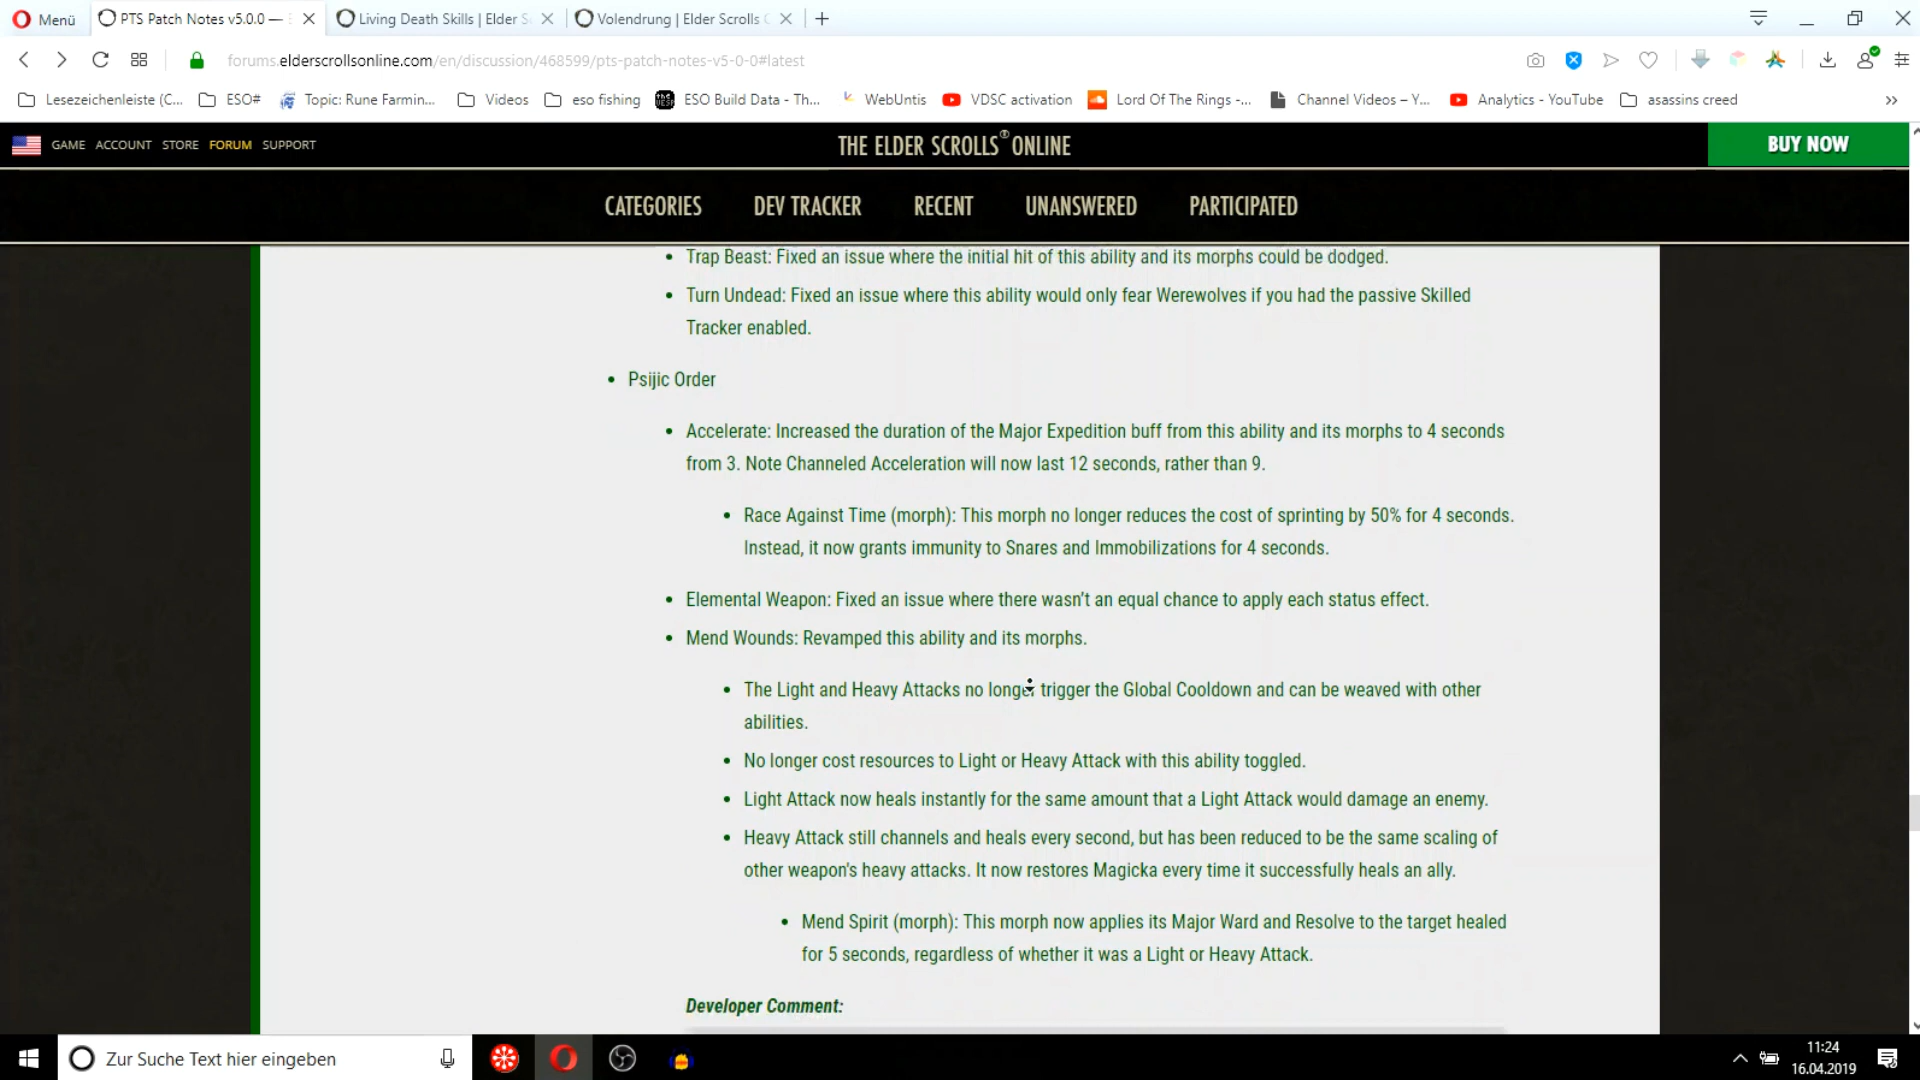 Menü
PTS Patch Notes v5.0.0 —
Living Death Skills | Elder S
Volendrung | Elder Scrolls
forums.elderscrollsonline.com/en/discussion/468599/pts-patch-notes-v5-0-0#latest
Lesezeichenleiste (C...
ESO#
Topic: Rune Farmin...
Videos
eso fishing
ESO Build Data - Th...
WebUntis
VDSC activation
Lord Of The Rings -...
Channel Videos – Y...
Analytics - YouTube
asassins creed
GAME ACCOUNT STORE FORUM SUPPORT
THE ELDER SCROLLS® ONLINE
BUY NOW
CATEGORIES DEV TRACKER RECENT UNANSWERED PARTICIPATED
• Trap Beast: Fixed an issue where the initial hit of this ability and its morphs could be dodged.
• Turn Undead: Fixed an issue where this ability would only fear Werewolves if you had the passive Skilled
Tracker enabled.
• Psijic Order
• Accelerate: Increased the duration of the Major Expedition buff from this ability and its morphs to 4 seconds
from 3. Note Channeled Acceleration will now last 12 seconds, rather than 9.
• Race Against Time (morph): This morph no longer reduces the cost of sprinting by 50% for 4 seconds.
Instead, it now grants immunity to Snares and Immobilizations for 4 seconds.
• Elemental Weapon: Fixed an issue where there wasn't an equal chance to apply each status effect.
• Mend Wounds: Revamped this ability and its morphs.
• The Light and Heavy Attacks no longer trigger the Global Cooldown and can be weaved with other
abilities.
• No longer cost resources to Light or Heavy Attack with this ability toggled.
• Light Attack now heals instantly for the same amount that a Light Attack would damage an enemy.
• Heavy Attack still channels and heals every second, but has been reduced to be the same scaling of
other weapon's heavy attacks. It now restores Magicka every time it successfully heals an ally.
• Mend Spirit (morph): This morph now applies its Major Ward and Resolve to the target healed
for 5 seconds, regardless of whether it was a Light or Heavy Attack.
Developer Comment:
Zur Suche Text hier eingeben
11:24
16.04.2019